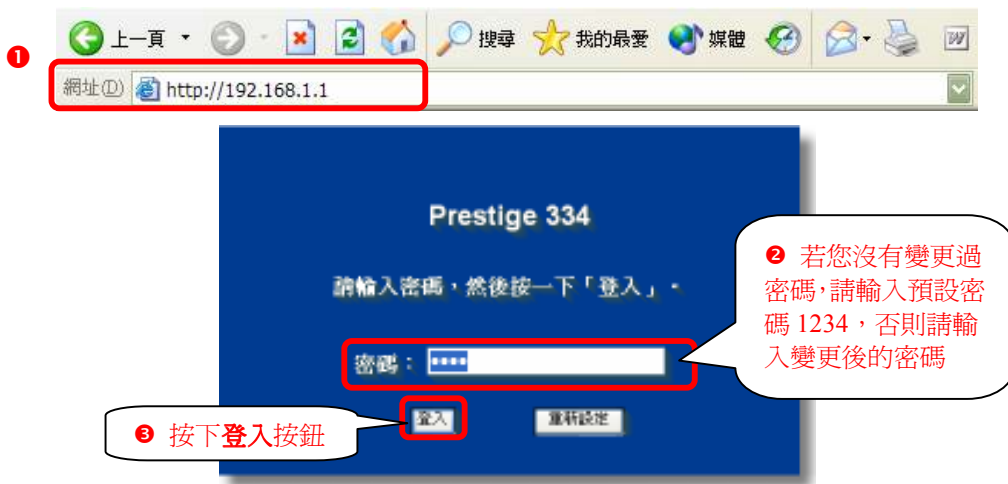 上一頁 搜尋 我的最愛 媒體
❶
網址(D) http://192.168.1.1
Prestige 334
請輸入密碼，然後按一下「登入」。
❷ 若您沒有變更過
密碼，請輸入預設密
碼 1234，否則請輸
入變更後的密碼
密碼：
登入 重新設定
❸ 按下登入按鈕